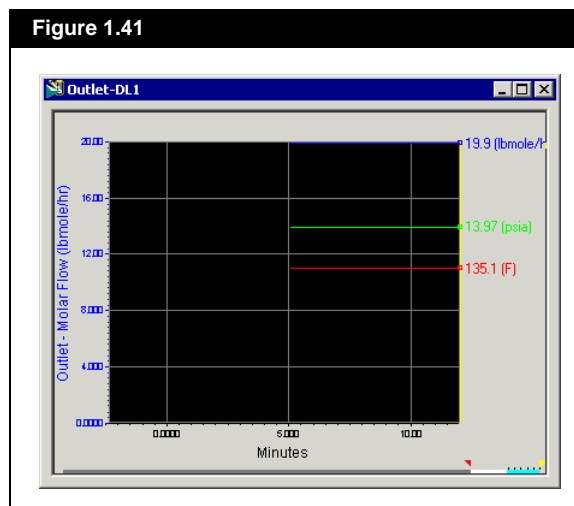 Figure 1.41
Outlet-DL1
20.00
16.00
12.00
8.000
4.000
0.0000
Outlet - Molar Flow (lbmole/hr)
19.9 (lbmole/h
13.97 (psia)
135.1 (F)
0.0000
5.000
10.00
Minutes